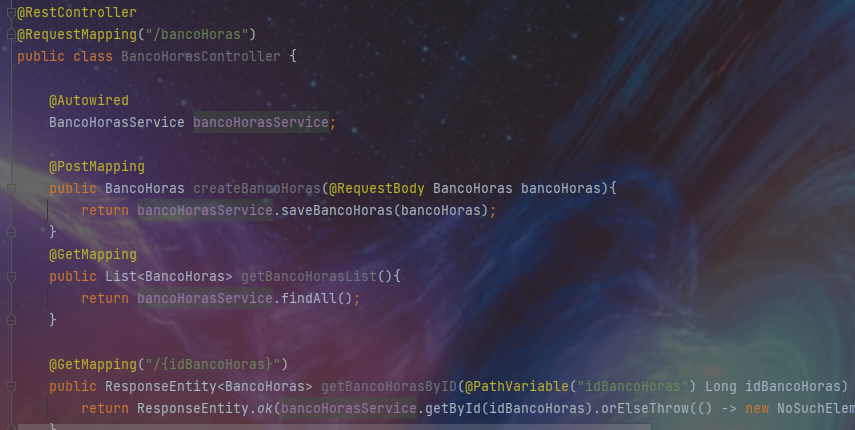 @RestController
@RequestMapping("/bancoHoras")
public class BancoHorasController {
@Autowired
BancoHorasService bancoHorasService;
@PostMapping
public BancoHoras createBancoHoras(@RequestBody BancoHoras bancoHoras){
return bancoHorasService.saveBancoHoras(bancoHoras);
}
@GetMapping
public List<BancoHoras> getBancoHorasList(){
return bancoHorasService.findAll();
}
@GetMapping("/{idBancoHoras}")
public ResponseEntity<BancoHoras> getBancoHorasByID(@PathVariable("idBancoHoras") Long idBancoHoras)
return ResponseEntity.ok(bancoHorasService.getById(idBancoHoras).orElseThrow(() -> new NoSuchElem
}